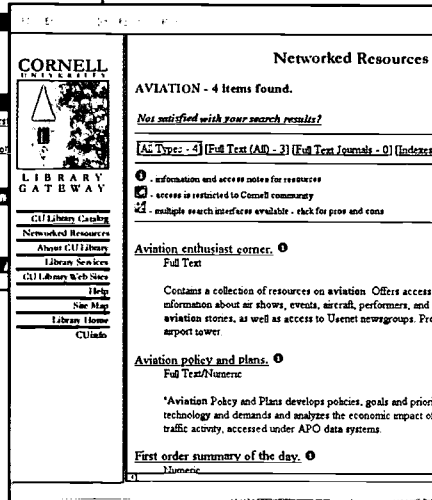 CORNELL
UNIVERSITY
LIBRARY
GATEWAY
CU Library Catalog
Networked Resources
About CU Library
Library Services
CU Library Web Sites
Help
Site Map
Library Home
CUinfo
Networked Resources
AVIATION - 4 items found.
Not satisfied with your search results?
[All Types - 4] [Full Text (All) - 3] [Full Text Journals - 0] [Indexes
- information and access notes for resources
- access is restricted to Cornell community
- multiple search interfaces available - click for pros and cons
Aviation enthusiast corner.
Full Text
Contains a collection of resources on aviation. Offers access
information about air shows, events, aircraft, performers, and
aviation stores, as well as access to Usenet newsgroups. Pro
airport tower.
Aviation policy and plans.
Full Text/Numeric
"Aviation Policy and Plans develops policies, goals and prior
technology and demands and analyzes the economic impact of
traffic activity, accessed under APO data systems.
First order summary of the day.
Numeric